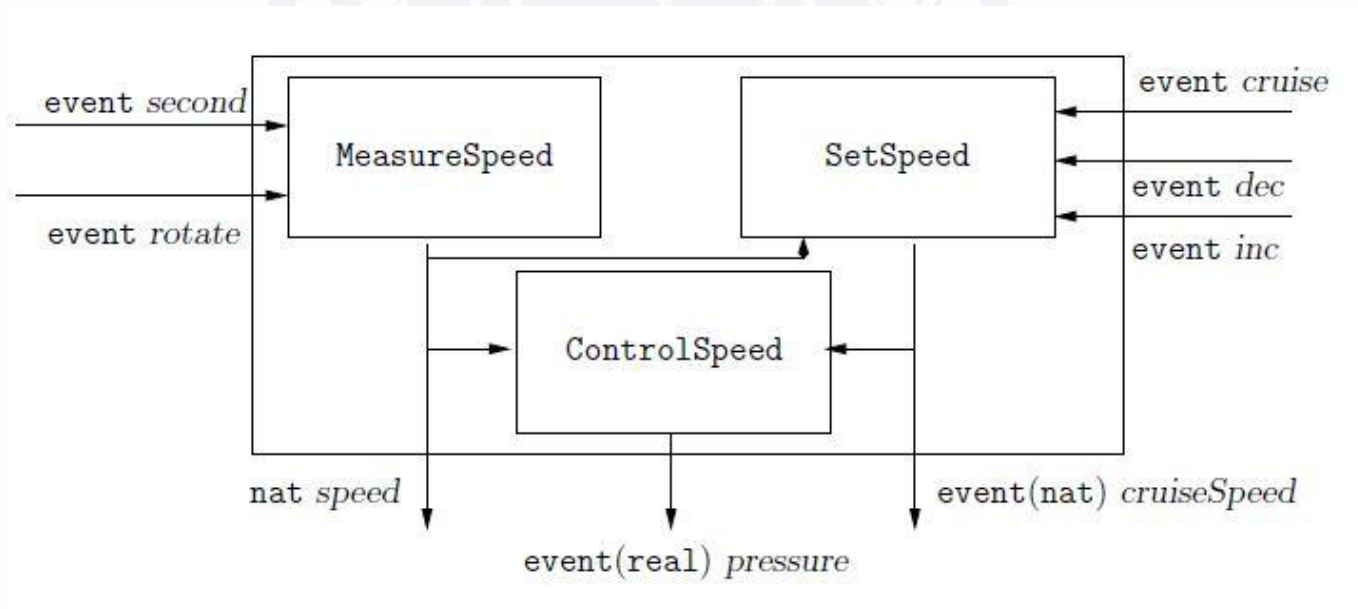 event cruise
event second
MeasureSpeed
SetSpeed
event dec
event rotate
event inc
ControlSpeed
nat speed
event(nat) cruiseSpeed
event(real) pressure